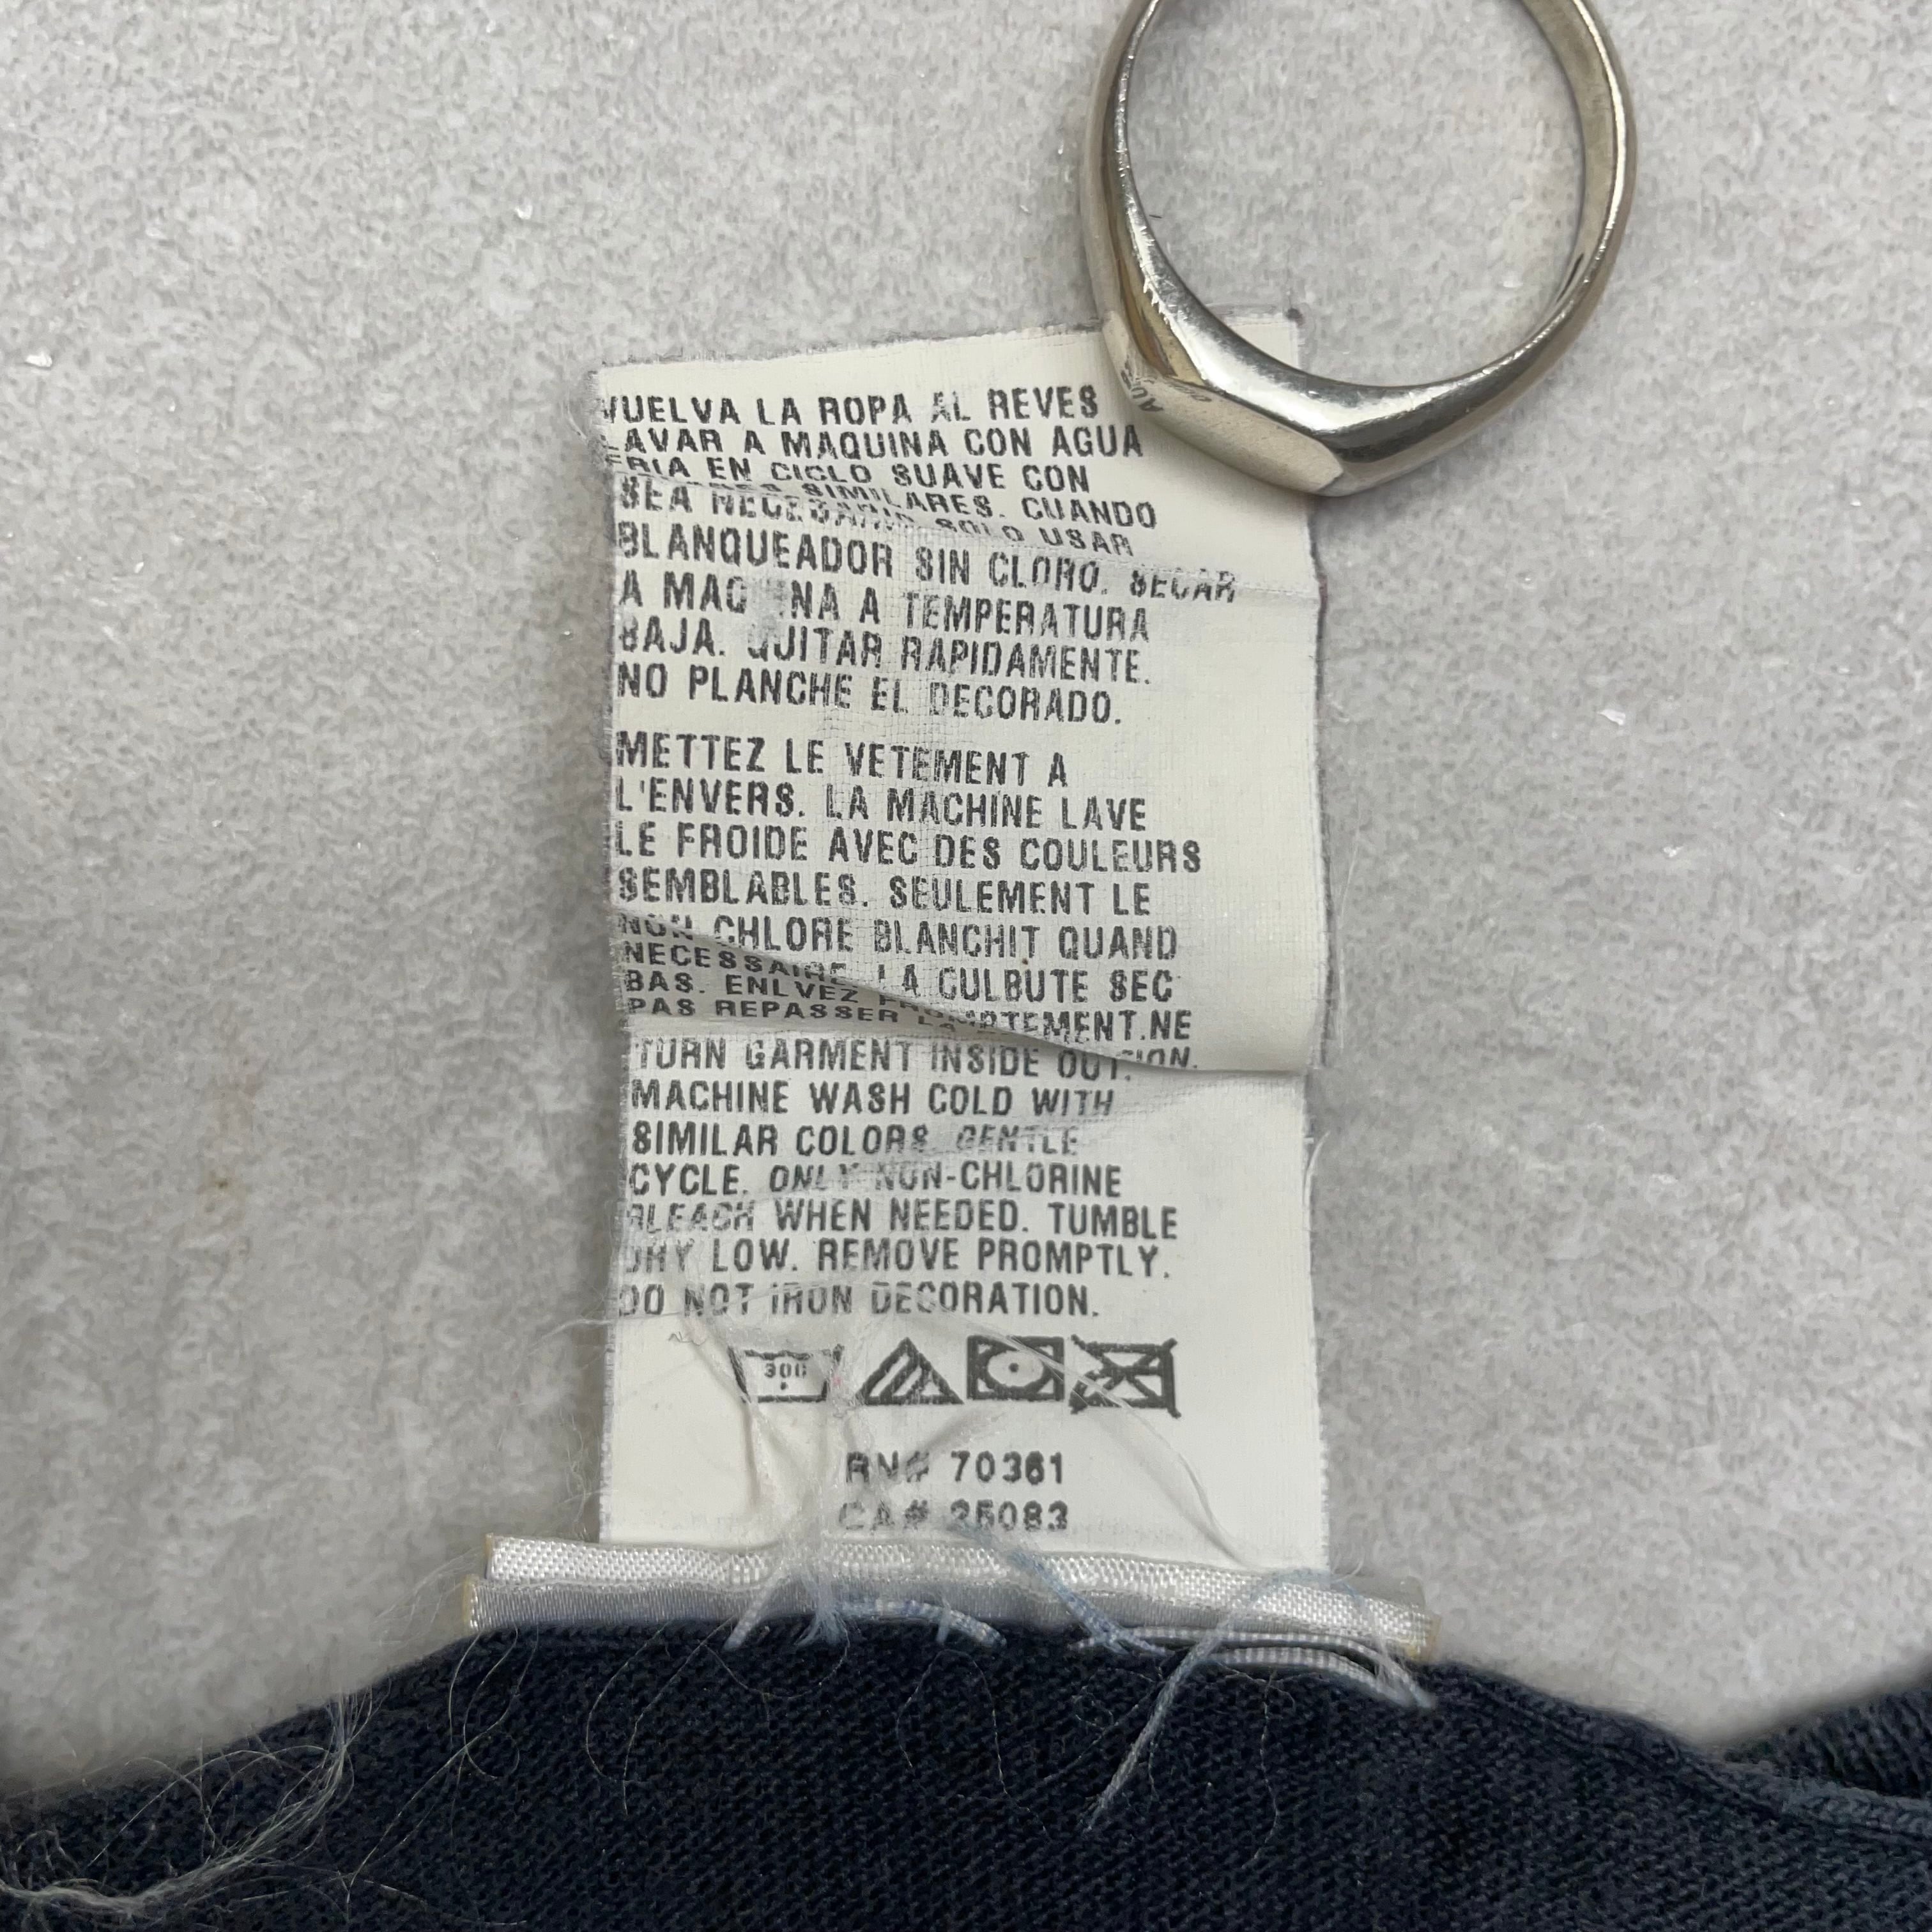 VUELVA LA ROPA AL REVES
LAVAR A MAQUINA CON AGUA
FRIA EN CICLO SUAVE CON
SIMILARES. CUANDO
SEA NECESARIO SOLO USAR
BLANQUEADOR SIN CLORO. SECAR
A MAQUINA A TEMPERATURA
BAJA. QUITAR RAPIDAMENTE.
NO PLANCHE EL DECORADO.
METTEZ LE VETEMENT A
L'ENVERS. LA MACHINE LAVE
LE FROIDE AVEC DES COULEURS
SEMBLABLES. SEULEMENT LE
NON CHLORE BLANCHIT QUAND
NECESSAIRE. LA CULBUTE SEC
BAS. ENLVEZ PROMPTEMENT.NE
PAS REPASSER LA
TURN GARMENT INSIDE OUT.
MACHINE WASH COLD WITH
SIMILAR COLORS. GENTLE
CYCLE. ONLY NON-CHLORINE
BLEACH WHEN NEEDED. TUMBLE
DRY LOW. REMOVE PROMPTLY.
DO NOT IRON DECORATION.
300
RN# 70361
CA# 35083